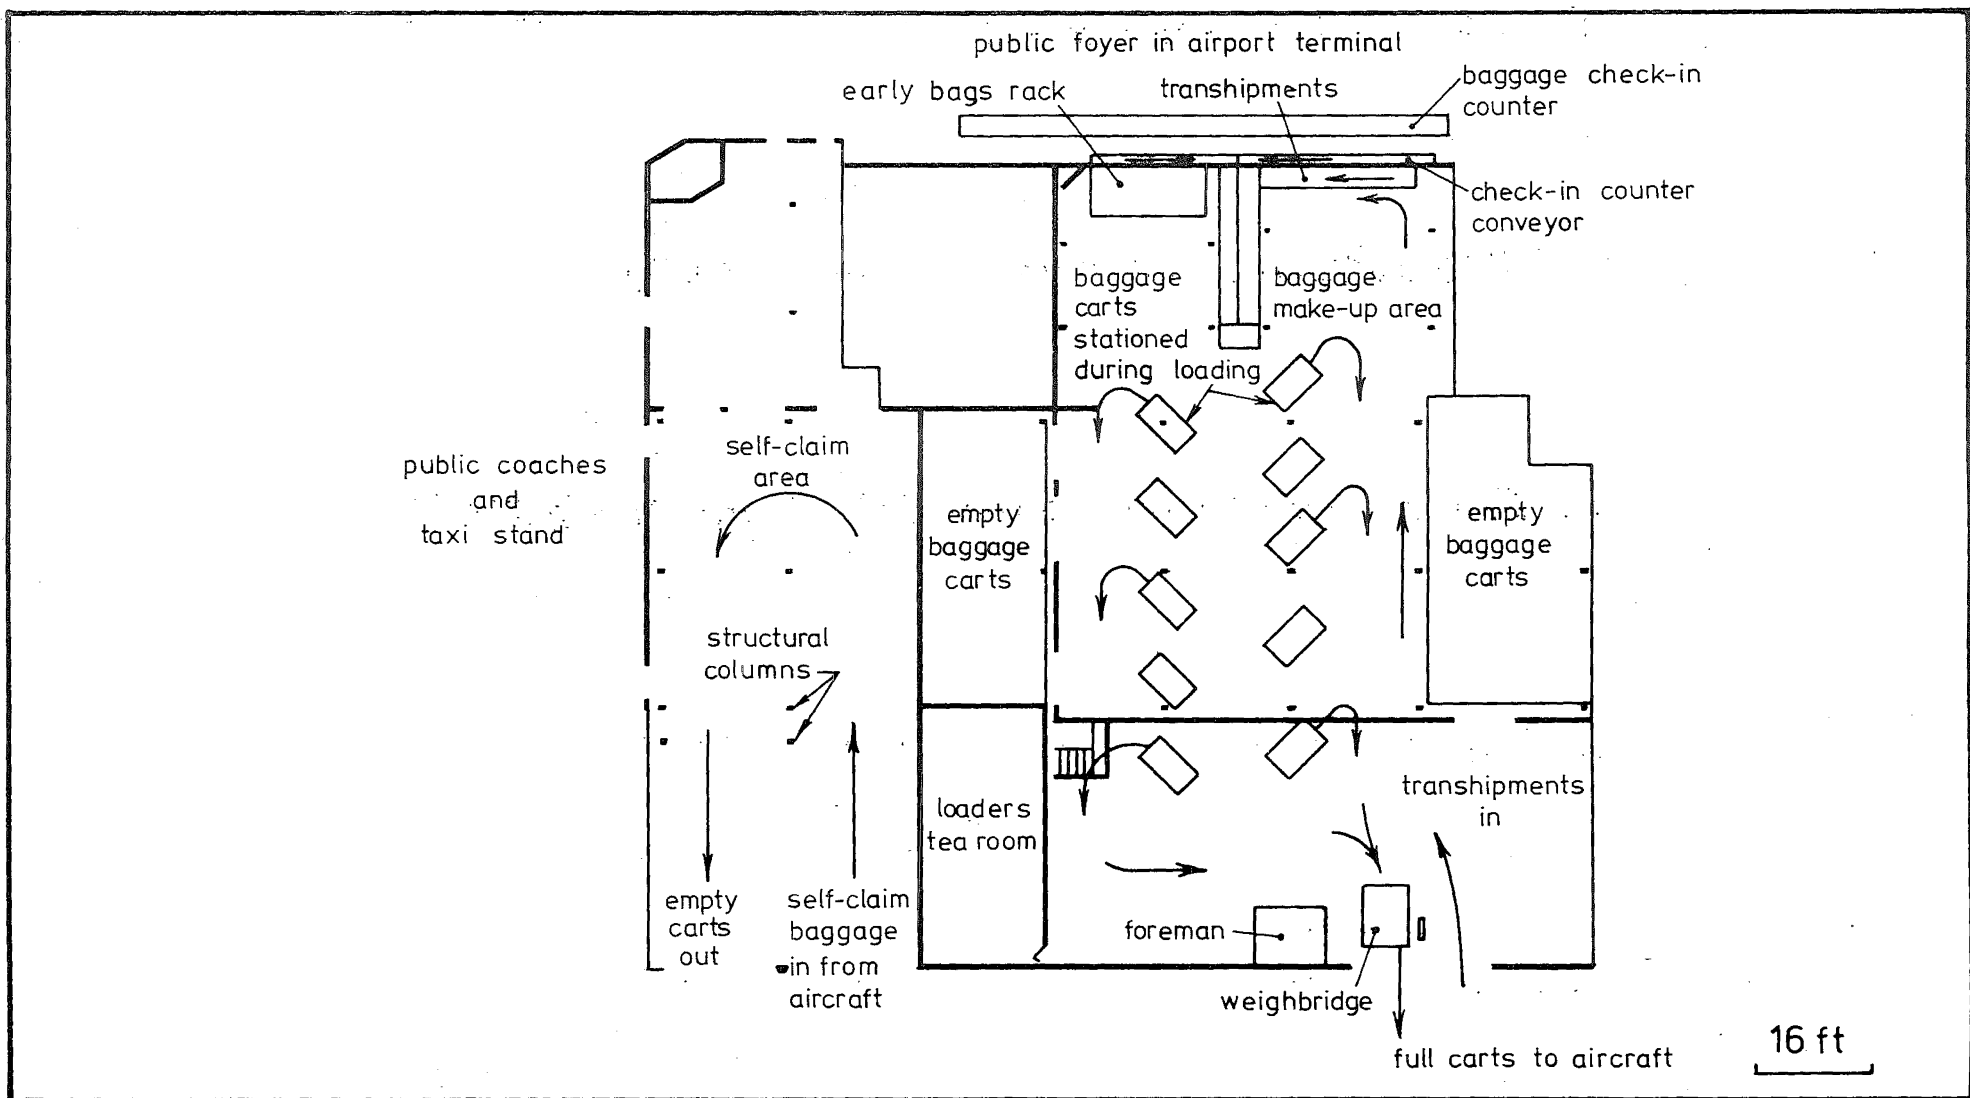 public foyer in airport terminal
early bags rack
transhipments
baggage check-in
counter
check-in counter
conveyor
baggage
carts
stationed
during loading
baggage
make-up area
public coaches
and
taxi stand
self-claim
area
empty
baggage
carts
empty
baggage
carts
structural
columns
loaders
tea room
transhipments
in
empty
carts
out
self-claim
baggage
in from
aircraft
foreman
weighbridge
full carts to aircraft
16 ft